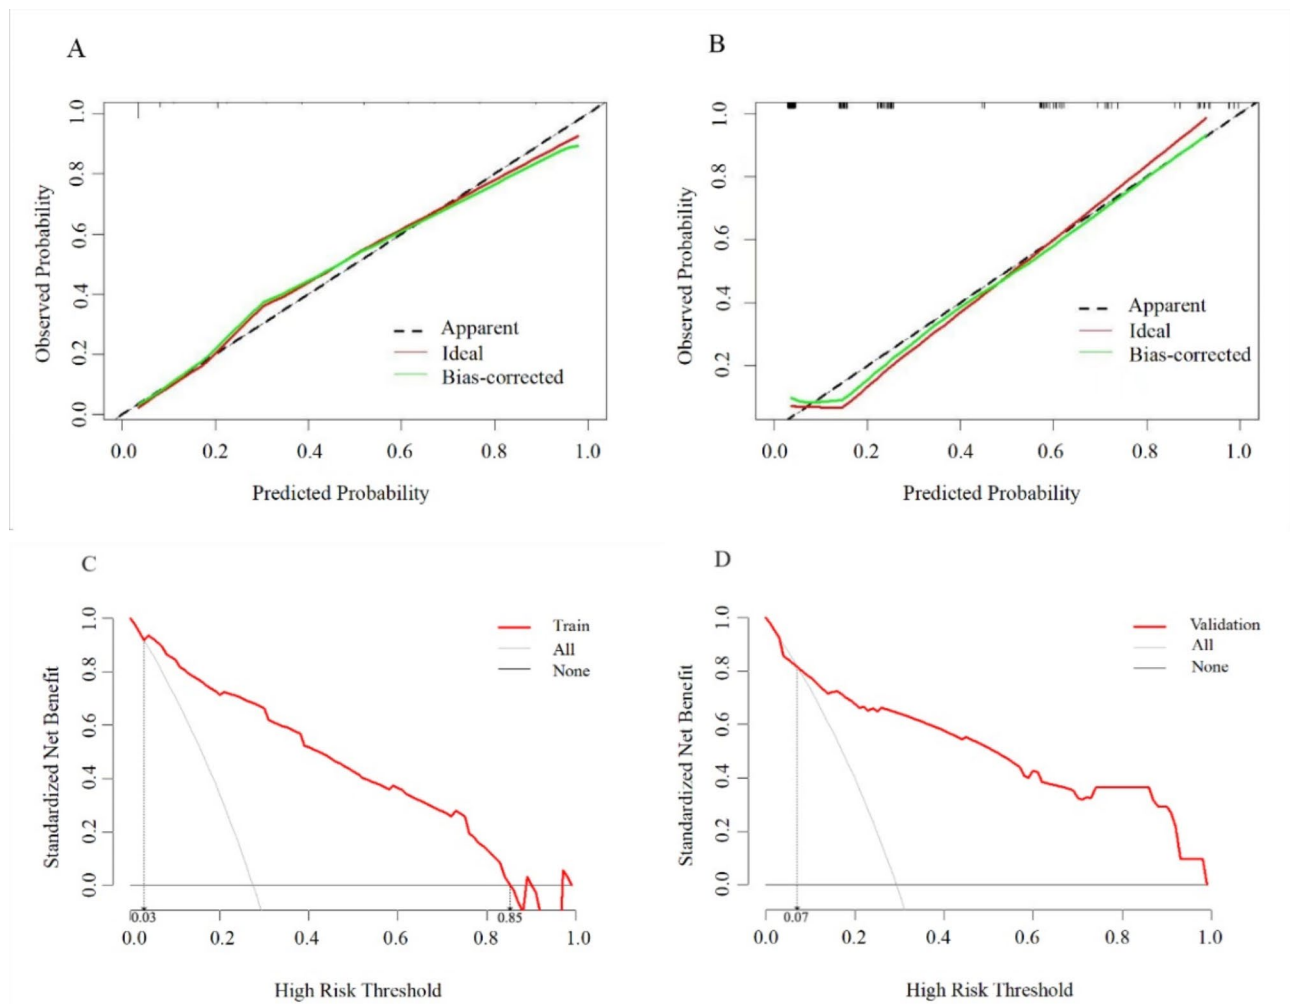 A
B
1.0
0.8
0.6
0.4
0.2
0.0
Observed Probability
Apparent
Ideal
Bias-corrected
0.0 0.2 0.4 0.6 0.8 1.0
Predicted Probability
1.0
0.8
0.6
0.4
0.2
Observed Probability
Apparent
Ideal
Bias-corrected
0.0 0.2 0.4 0.6 0.8 1.0
Predicted Probability
C
D
1.0
0.8
0.6
0.4
0.2
0.0
Standardized Net Benefit
Train
All
None
0.03
0.85
0.0 0.2 0.4 0.6 0.8 1.0
High Risk Threshold
1.0
0.8
0.6
0.4
0.2
0.0
Standardized Net Benefit
Validation
All
None
0.07
0.0 0.2 0.4 0.6 0.8 1.0
High Risk Threshold